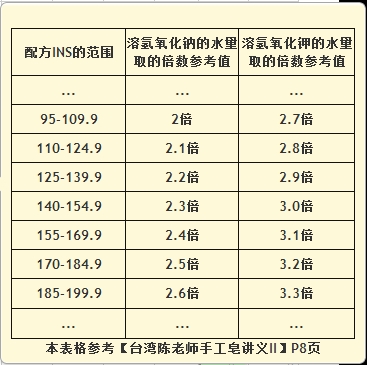 配方INS的范围 溶氢氧化钠的水量取的倍数参考值 溶氢氧化钾的水量取的倍数参考值
... ... ...
95-109.9 2倍 2.7倍
110-124.9 2.1倍 2.8倍
125-139.9 2.2倍 2.9倍
140-154.9 2.3倍 3.0倍
155-169.9 2.4倍 3.1倍
170-184.9 2.5倍 3.2倍
185-199.9 2.6倍 3.3倍
... ... ...
本表格参考【台湾陈老师手工皂讲义II】P8页